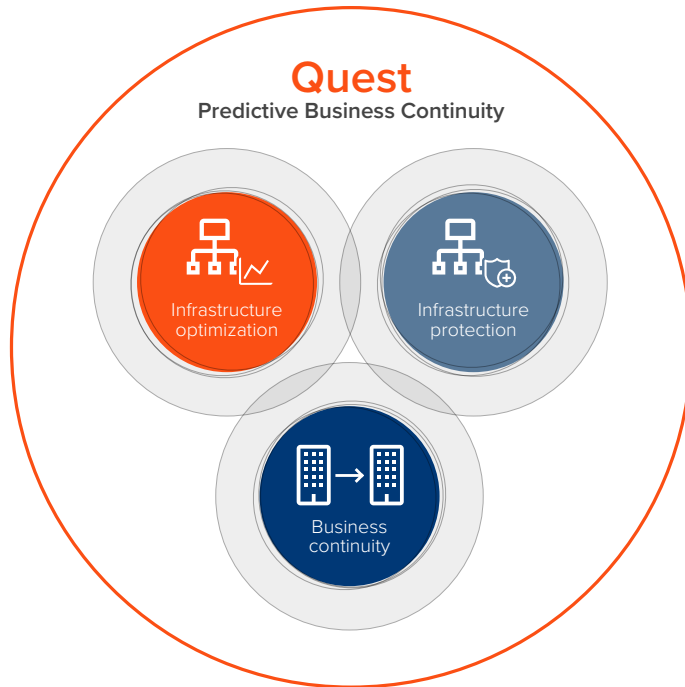 Quest
Predictive Business Continuity
Infrastructure
optimization
Infrastructure
protection
Business
continuity